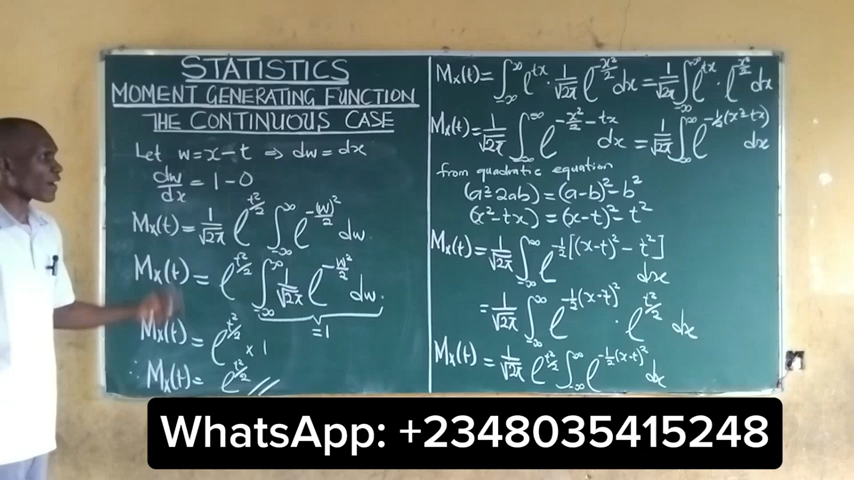 STATISTICS
MOMENT GENERATING FUNCTION
THE CONTINUOUS CASE
Let w=x-t ⇒ dw=dx
dw/dx = 1-0
Mx(t)= 1/√2π e^(t²/2) ∫_-∞^∞ e^(-(w)²/2) dw.
Mx(t)= e^(t²/2) ∫_-∞^∞ 1/√2π e^(-w²/2) dw.
=1
Mx(t)= e^(t²/2) × 1
∴ Mx(t)= e^(t²/2) //
Mx(t)= ∫_-∞^∞ e^(tx) · 1/√2π e^(-x²/2) dx = 1/√2π ∫_-∞^∞ e^(tx) · e^(-x²/2) dx
Mx(t)= 1/√2π ∫_-∞^∞ e^(-x²/2 - tx) dx = 1/√2π ∫_-∞^∞ e^(-½(x²+tx)) dx
from quadratic equation
(a²-2ab) = (a-b)² - b²
(x²-tx) = (x-t)² - t²
Mx(t)= 1/√2π ∫_-∞^∞ e^(-½[(x-t)² - t²]) dx
= 1/√2π ∫_-∞^∞ e^(-½(x-t)²) · e^(t²/2) dx
Mx(t)= 1/√2π e^(t²/2) ∫_-∞^∞ e^(-½(x-t)²) dx
WhatsApp: +2348035415248